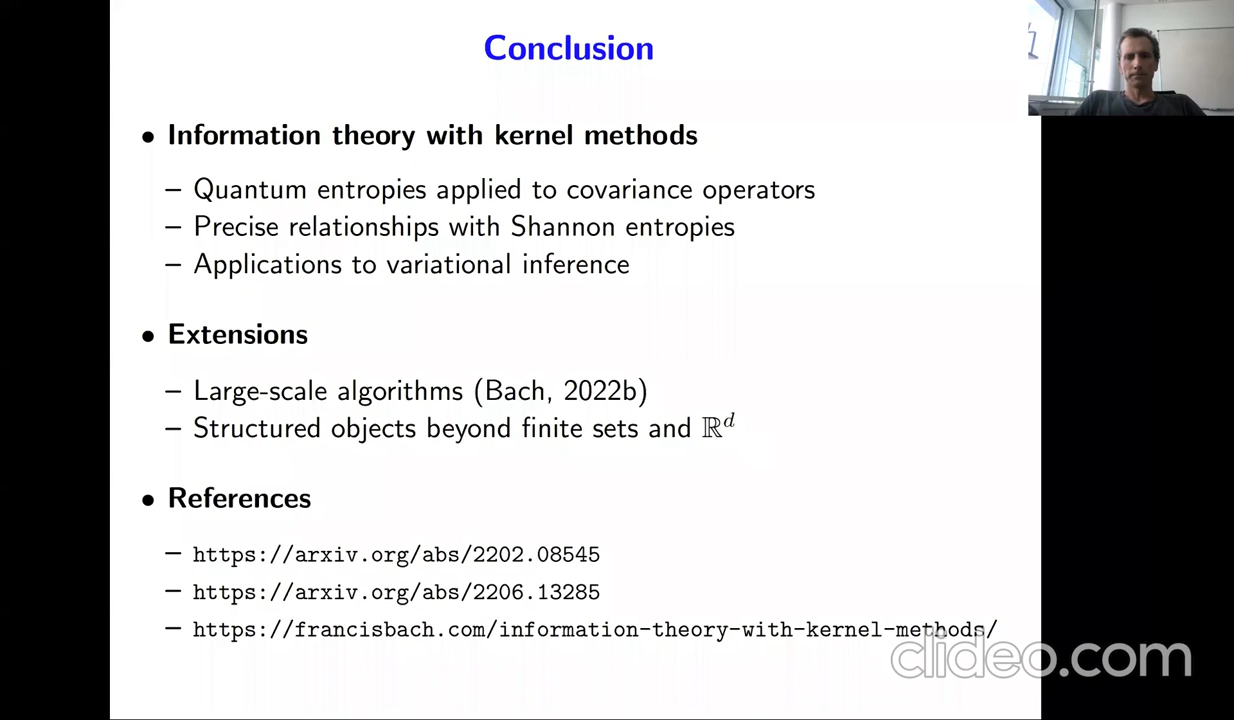 Conclusion
• Information theory with kernel methods
– Quantum entropies applied to covariance operators
– Precise relationships with Shannon entropies
– Applications to variational inference
• Extensions
– Large-scale algorithms (Bach, 2022b)
– Structured objects beyond finite sets and ℝᵈ
• References
– https://arxiv.org/abs/2202.08545
– https://arxiv.org/abs/2206.13285
– https://francisbach.com/information-theory-with-kernel-methods/
clideo.com